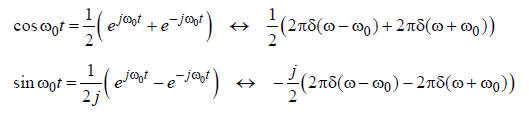 cos ω₀t = 1/2 ( e^{jω₀t} + e^{−jω₀t} ) ↔ 1/2 (2πδ(ω − ω₀) + 2πδ(ω + ω₀))
sin ω₀t = 1/2j ( e^{jω₀t} − e^{−jω₀t} ) ↔ −j/2 (2πδ(ω − ω₀) − 2πδ(ω + ω₀))